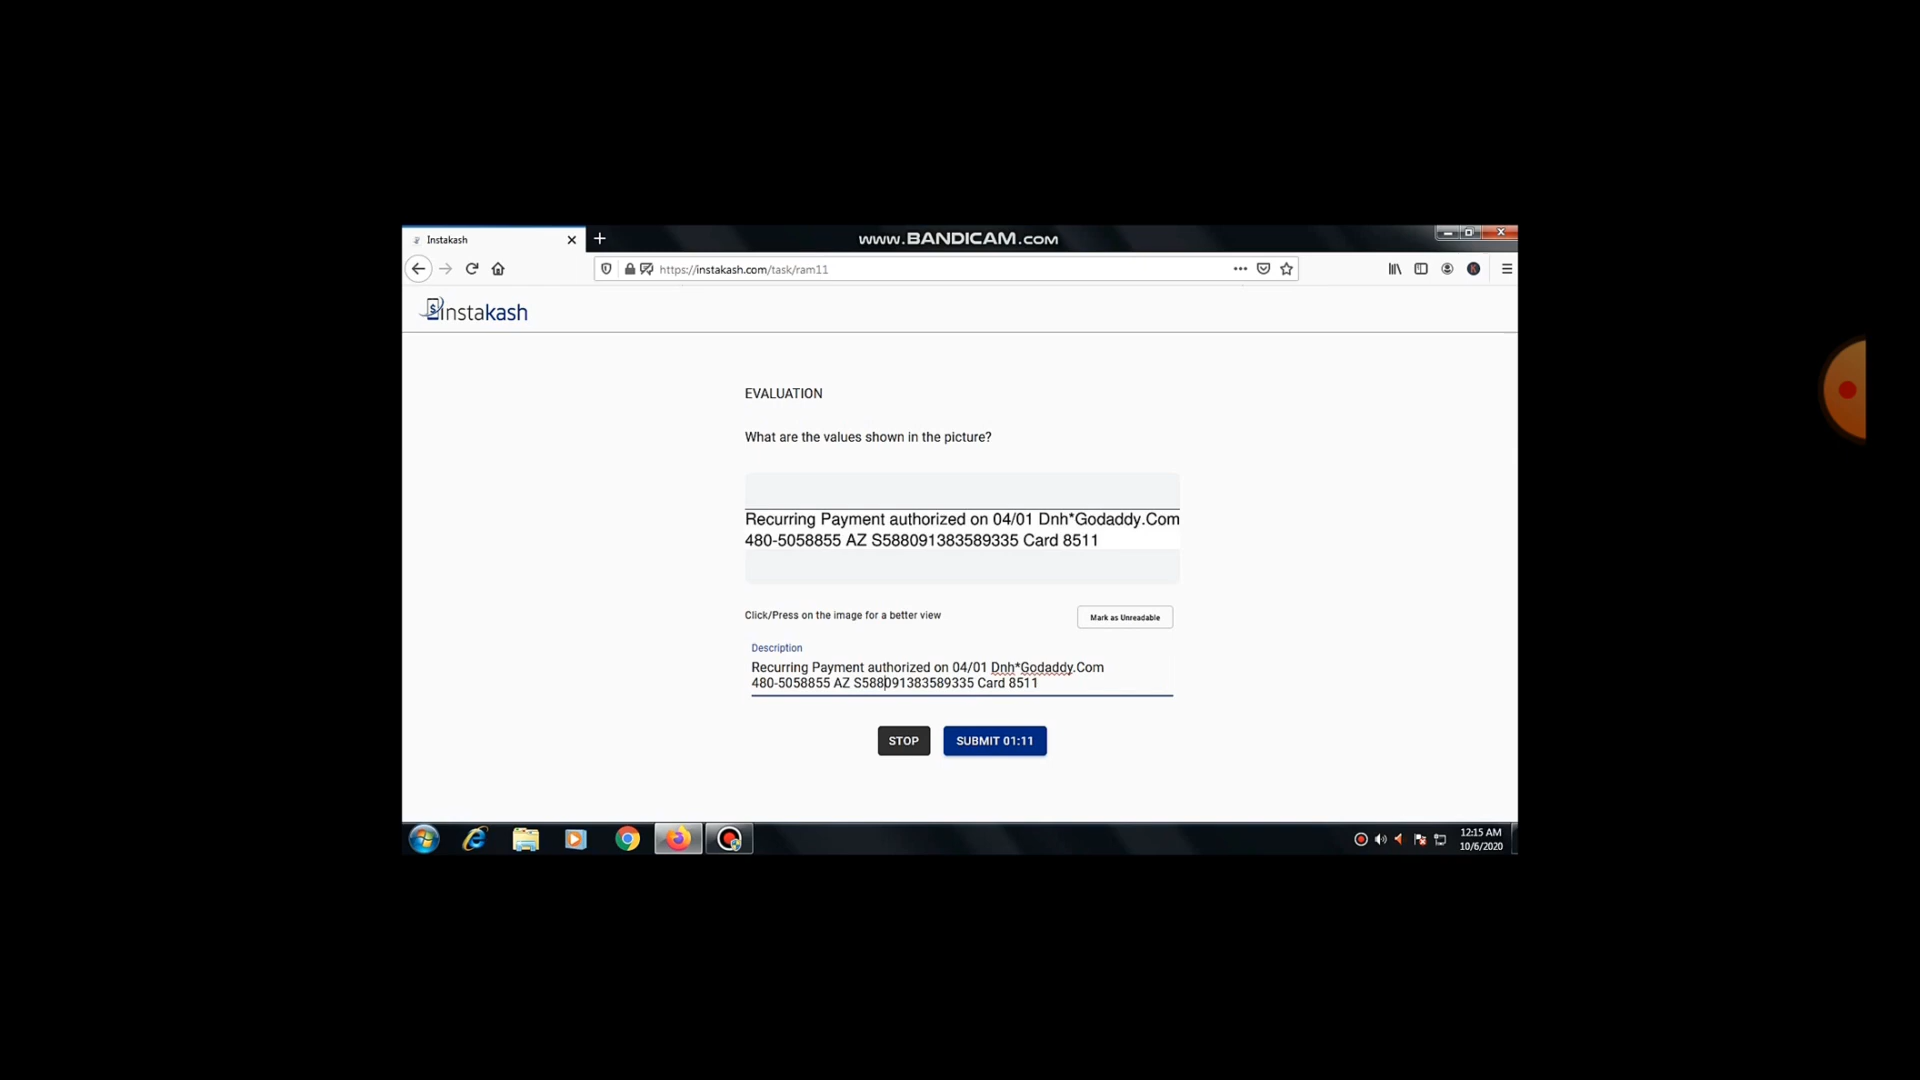 Instakash
www.BANDICAM.com
https://instakash.com/task/ram11
instakash
EVALUATION
What are the values shown in the picture?
Recurring Payment authorized on 04/01 Dnh*Godaddy.Com
480-5058855 AZ S588091383589335 Card 8511
Click/Press on the image for a better view
Mark as Unreadable
Description
Recurring Payment authorized on 04/01 Dnh*Godaddy.Com
480-5058855 AZ S588091383589335 Card 8511
STOP
SUBMIT 01:11
12:15 AM
10/6/2020